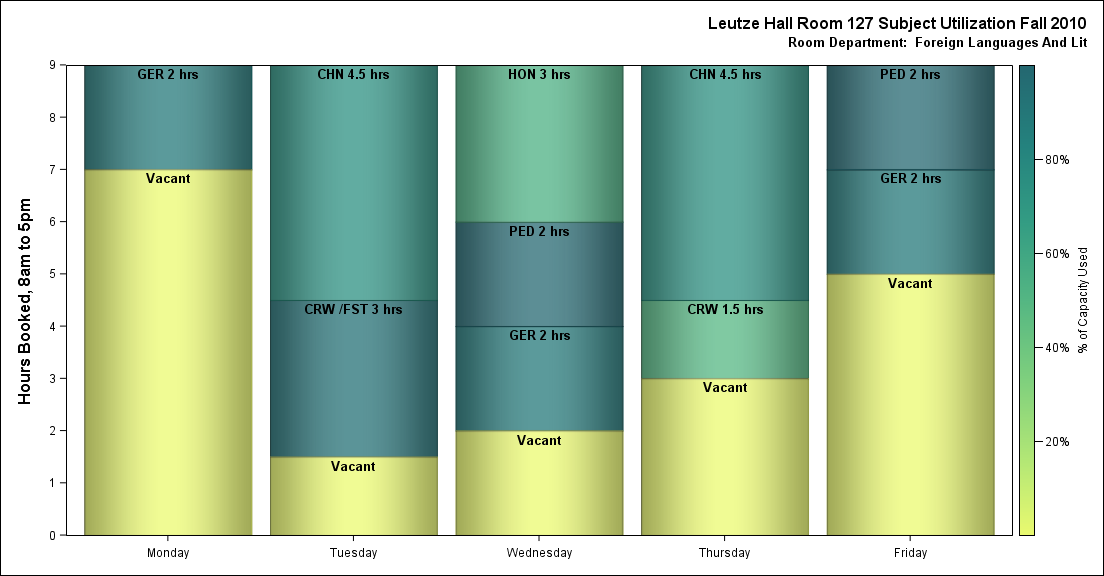 Leutze Hall Room 127 Subject Utilization Fall 2010
Room Department:  Foreign Languages And Lit
Hours Booked, 8am to 5pm
9
8
7
6
5
4
3
2
1
0
GER 2 hrs
Vacant
CHN 4.5 hrs
CRW /FST 3 hrs
Vacant
HON 3 hrs
PED 2 hrs
GER 2 hrs
Vacant
CHN 4.5 hrs
CRW 1.5 hrs
Vacant
PED 2 hrs
GER 2 hrs
Vacant
Monday
Tuesday
Wednesday
Thursday
Friday
80%
60%
40%
20%
% of Capacity Used